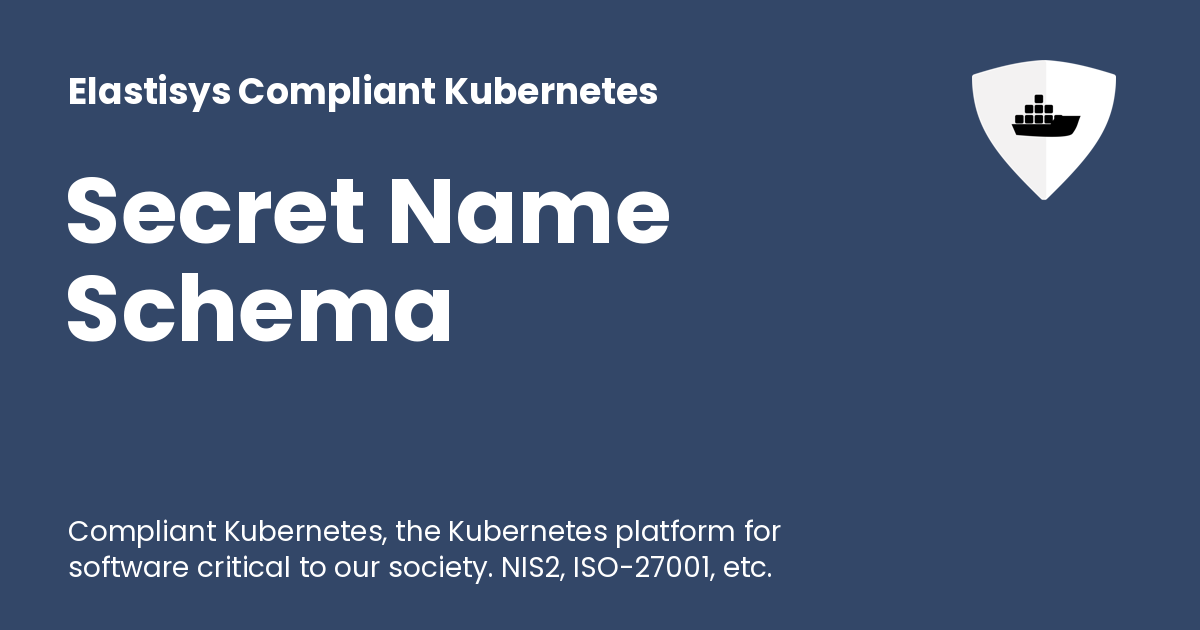 Elastisys Compliant Kubernetes
Secret Name
Schema
Compliant Kubernetes, the Kubernetes platform for
software critical to our society. NIS2, ISO-27001, etc.